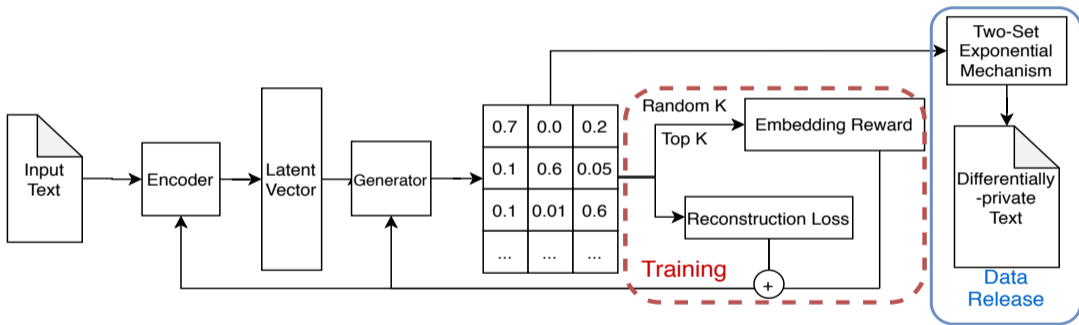 Input
Text
Encoder
Latent
Vector
Generator
0.7 0.0 0.2
0.1 0.6 0.05
0.1 0.01 0.6
... ... ...
Random K
Top K
Embedding Reward
Reconstruction Loss
+
Training
Two-Set
Exponential
Mechanism
Differentially
-private
Text
Data
Release